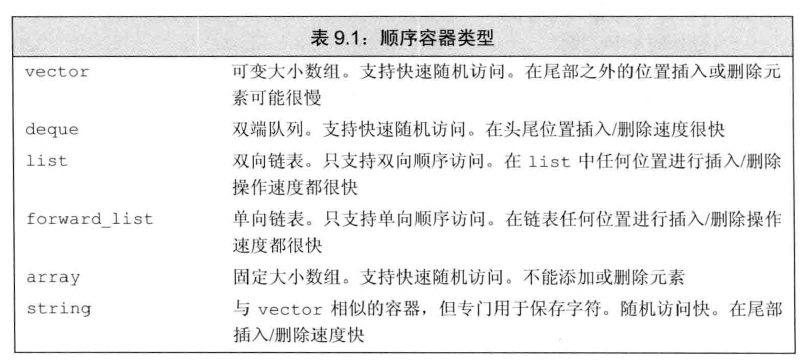 表 9.1：顺序容器类型
vector 可变大小数组。支持快速随机访问。在尾部之外的位置插入或删除元
素可能很慢
deque 双端队列。支持快速随机访问。在头尾位置插入/删除速度很快
list 双向链表。只支持双向顺序访问。在 list 中任何位置进行插入/删除
操作速度都很快
forward_list 单向链表。只支持单向顺序访问。在链表任何位置进行插入/删除操作
速度都很快
array 固定大小数组。支持快速随机访问。不能添加或删除元素
string 与 vector 相似的容器，但专门用于保存字符。随机访问快。在尾部
插入/删除速度快